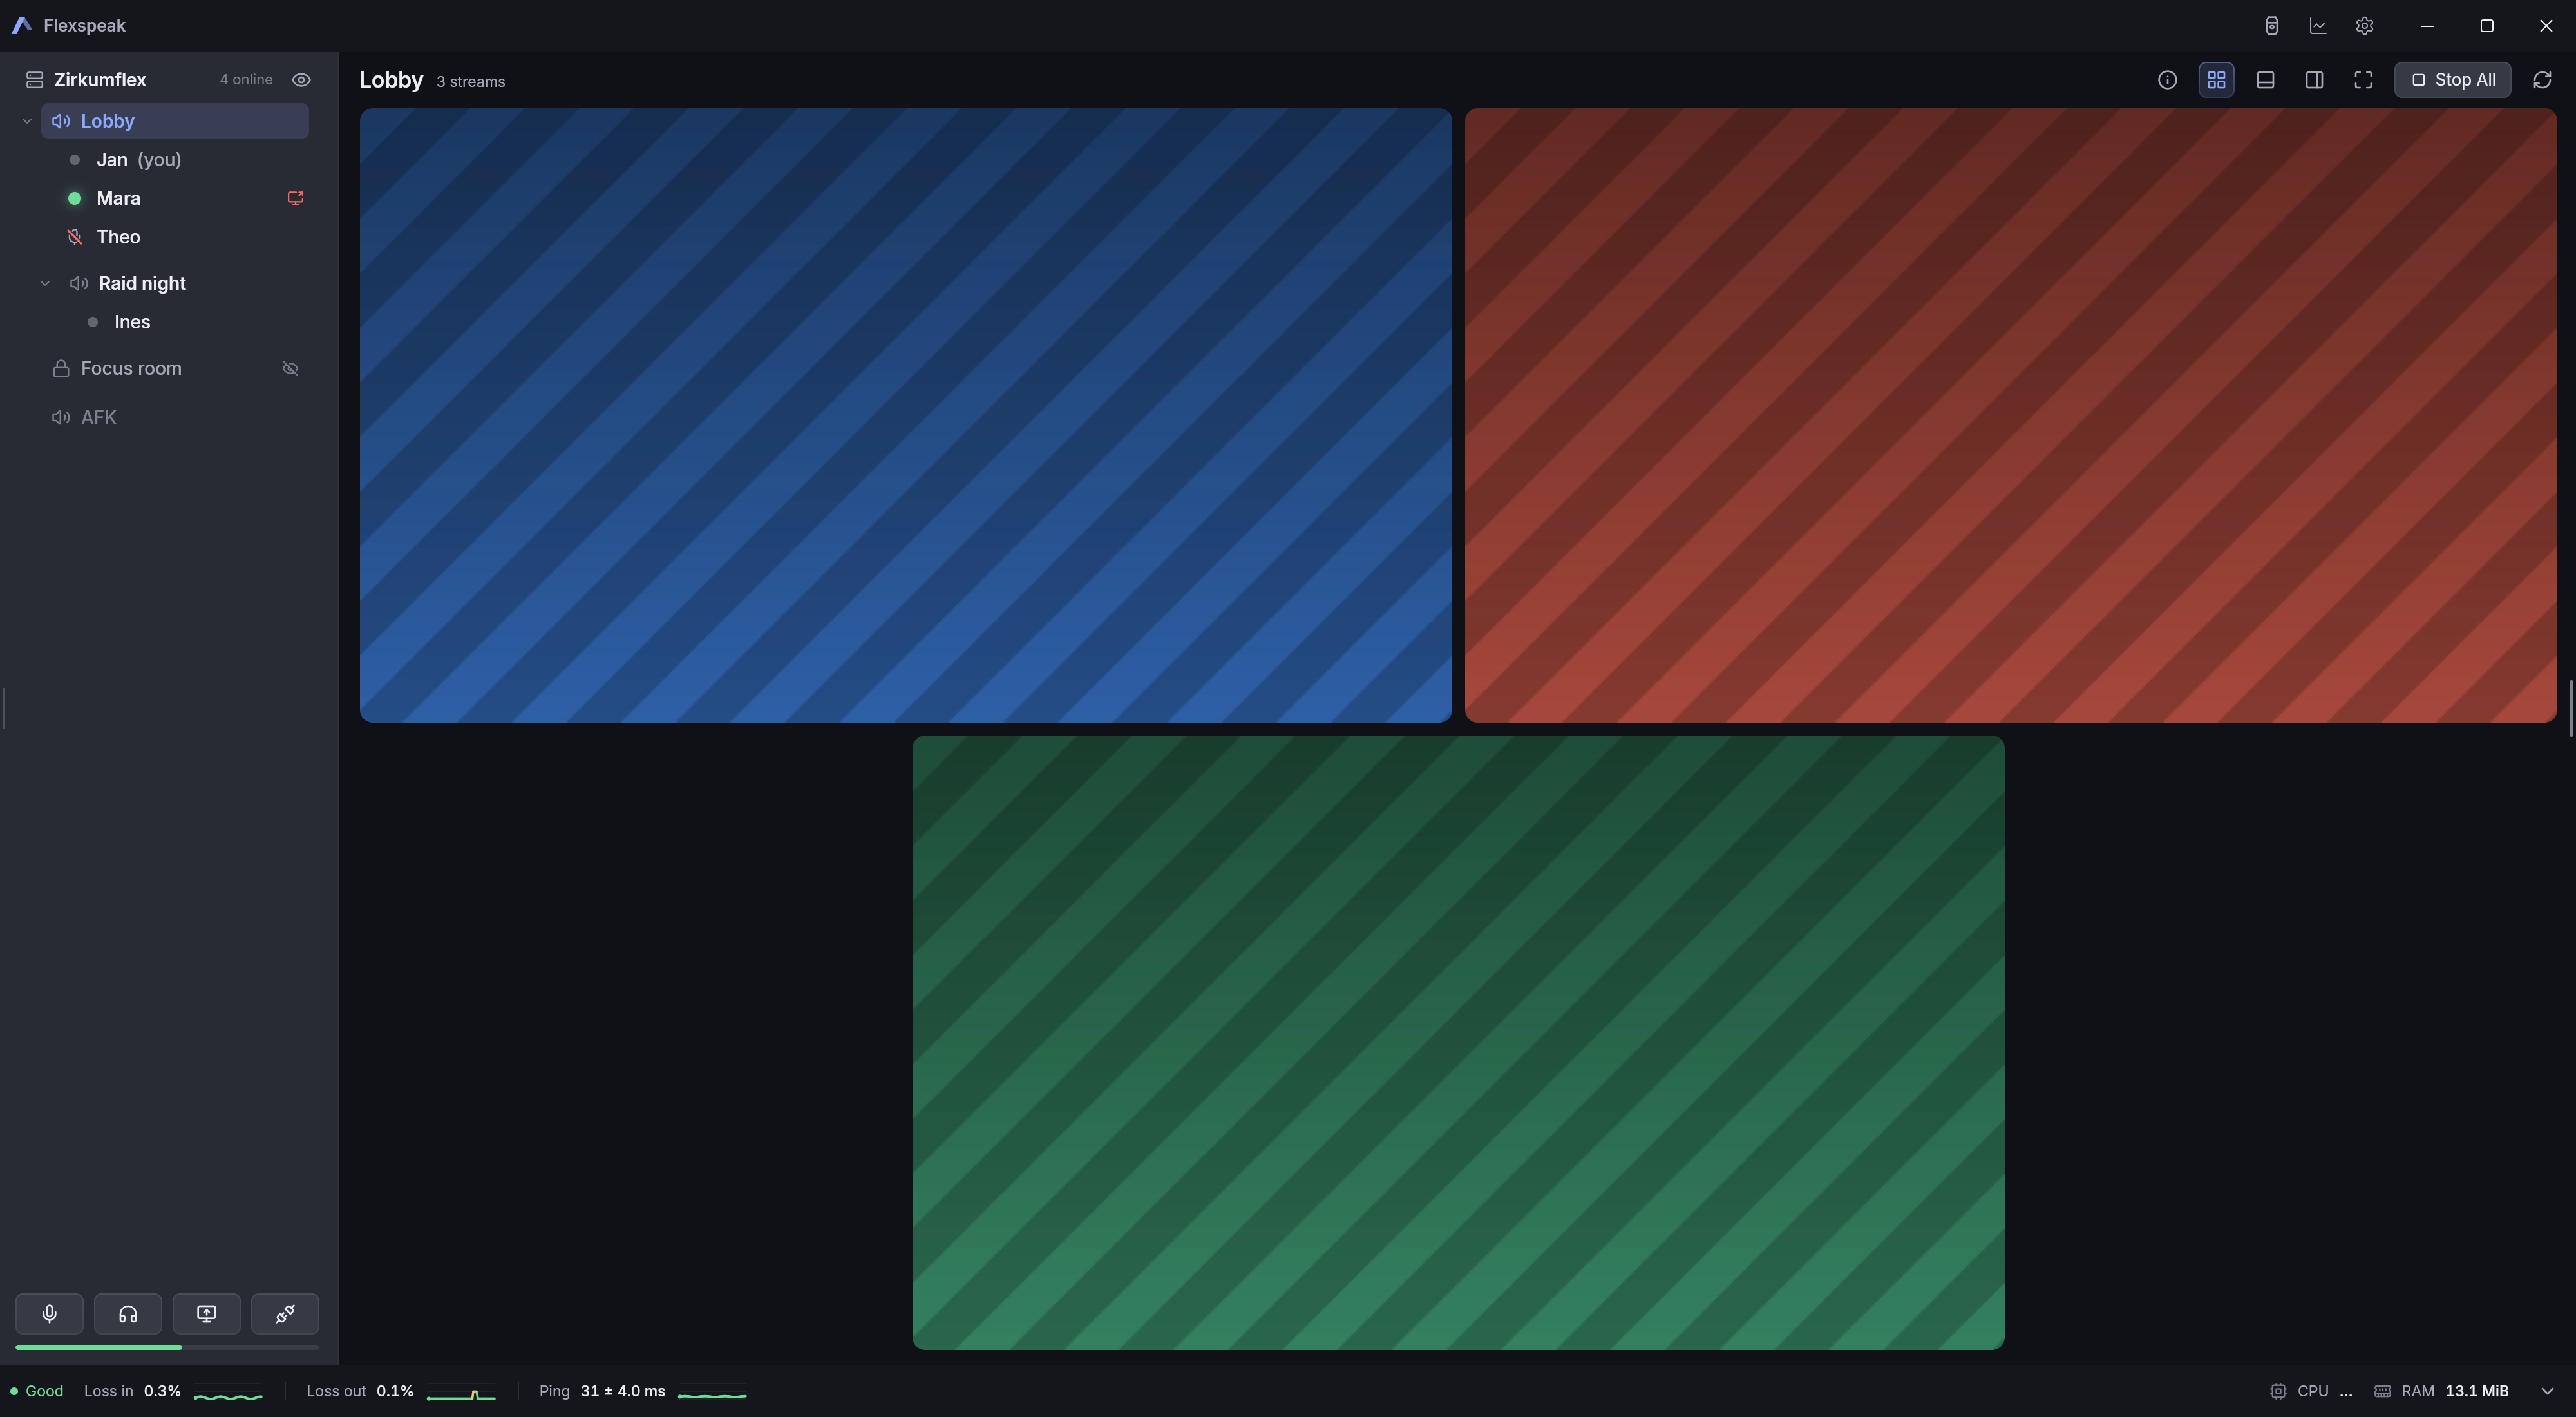 Flexspeak
Zirkumflex 4 online
Lobby
Jan (you)
Mara
Theo
Raid night
Ines
Focus room
AFK
Lobby 3 streams
Stop All
Good Loss in 0.3% Loss out 0.1% Ping 31 ± 4.0 ms CPU ... RAM 13.1 MiB